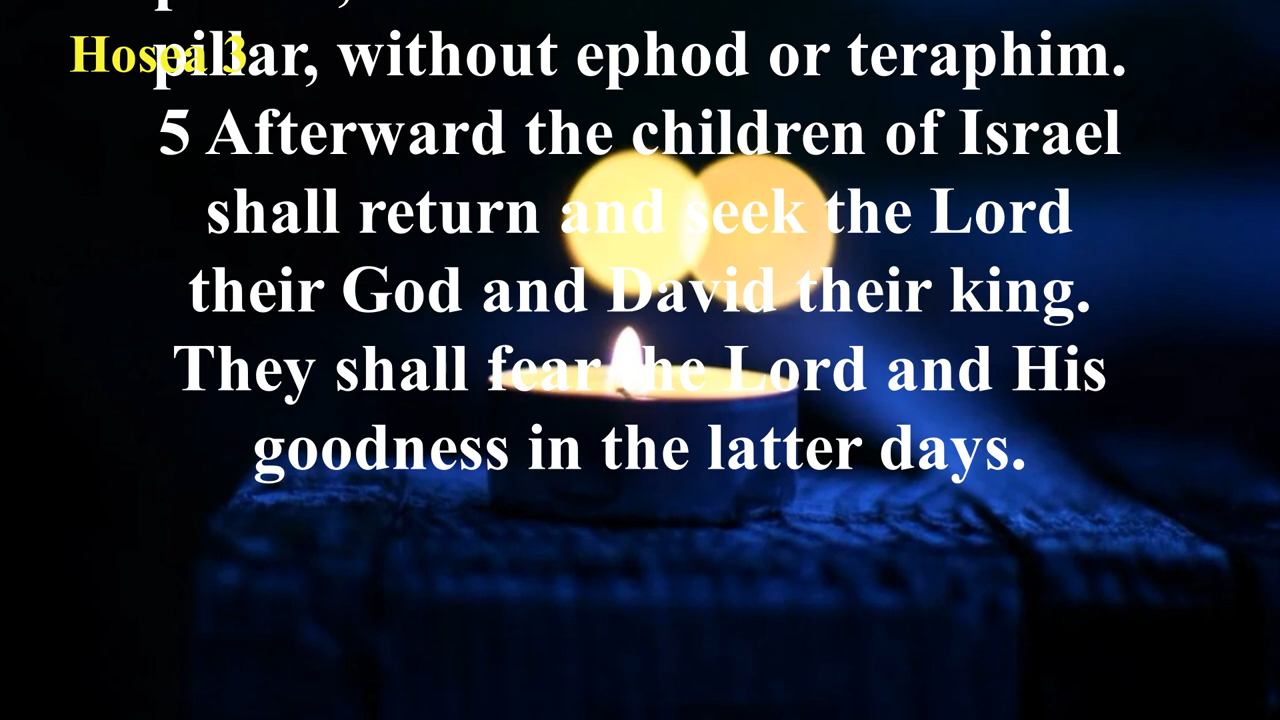 Hosea 3
pillar, without ephod or teraphim.
5 Afterward the children of Israel
shall return and seek the Lord
their God and David their king.
They shall fear the Lord and His
goodness in the latter days.